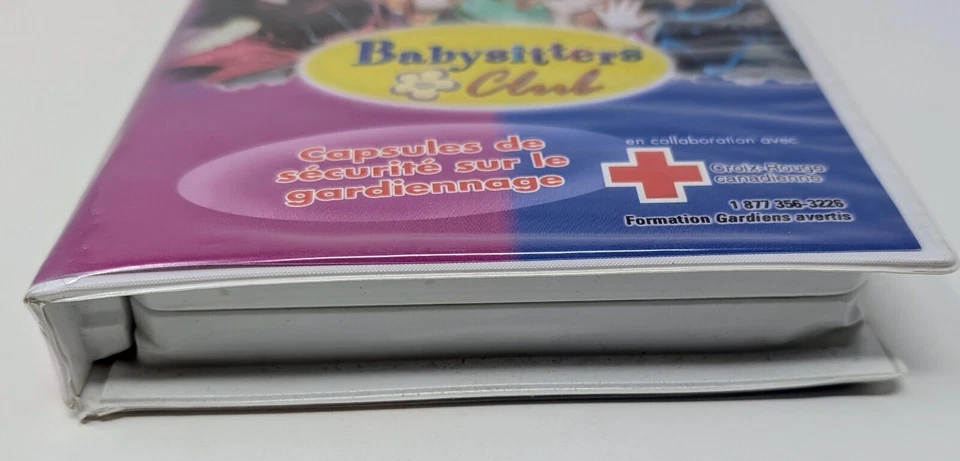 Babysitters
Club
Capsules de
sécurité sur le
gardiennage
en collaboration avec
Croix-Rouge
canadienne
1 877 356-3226
Formation Gardiens avertis